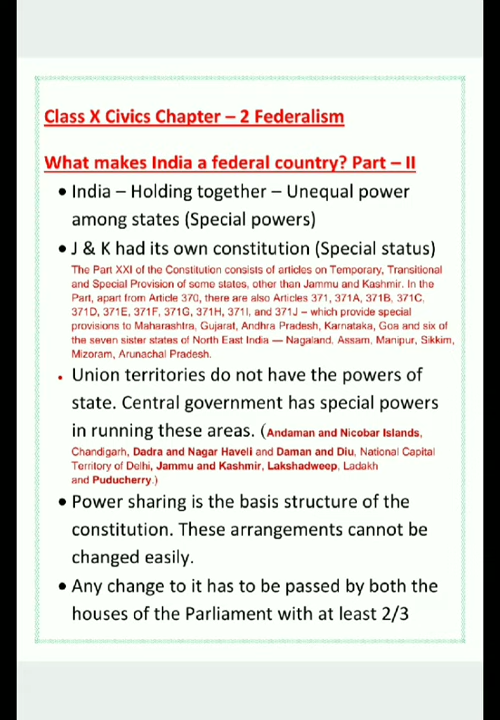 Class X Civics Chapter – 2 Federalism
What makes India a federal country? Part – II
• India – Holding together – Unequal power
among states (Special powers)
• J & K had its own constitution (Special status)
The Part XXI of the Constitution consists of articles on Temporary, Transitional
and Special Provision of some states, other than Jammu and Kashmir. In the
Part, apart from Article 370, there are also Articles 371, 371A, 371B, 371C,
371D, 371E, 371F, 371G, 371H, 371I, and 371J – which provide special
provisions to Maharashtra, Gujarat, Andhra Pradesh, Karnataka, Goa and six of
the seven sister states of North East India — Nagaland, Assam, Manipur, Sikkim,
Mizoram, Arunachal Pradesh.
• Union territories do not have the powers of
state. Central government has special powers
in running these areas. (Andaman and Nicobar Islands,
Chandigarh, Dadra and Nagar Haveli and Daman and Diu, National Capital
Territory of Delhi, Jammu and Kashmir, Lakshadweep, Ladakh
and Puducherry.)
• Power sharing is the basis structure of the
constitution. These arrangements cannot be
changed easily.
• Any change to it has to be passed by both the
houses of the Parliament with at least 2/3